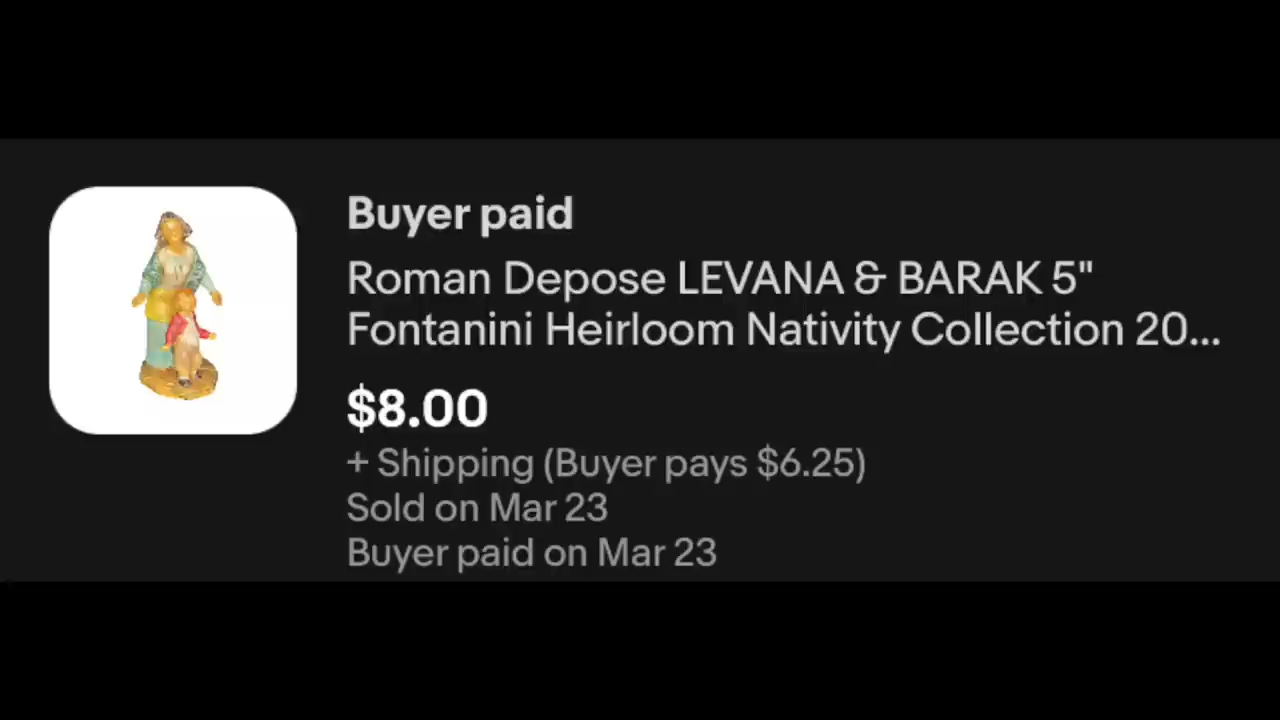 Buyer paid
Roman Depose LEVANA & BARAK 5"
Fontanini Heirloom Nativity Collection 20...
$8.00
+ Shipping (Buyer pays $6.25)
Sold on Mar 23
Buyer paid on Mar 23